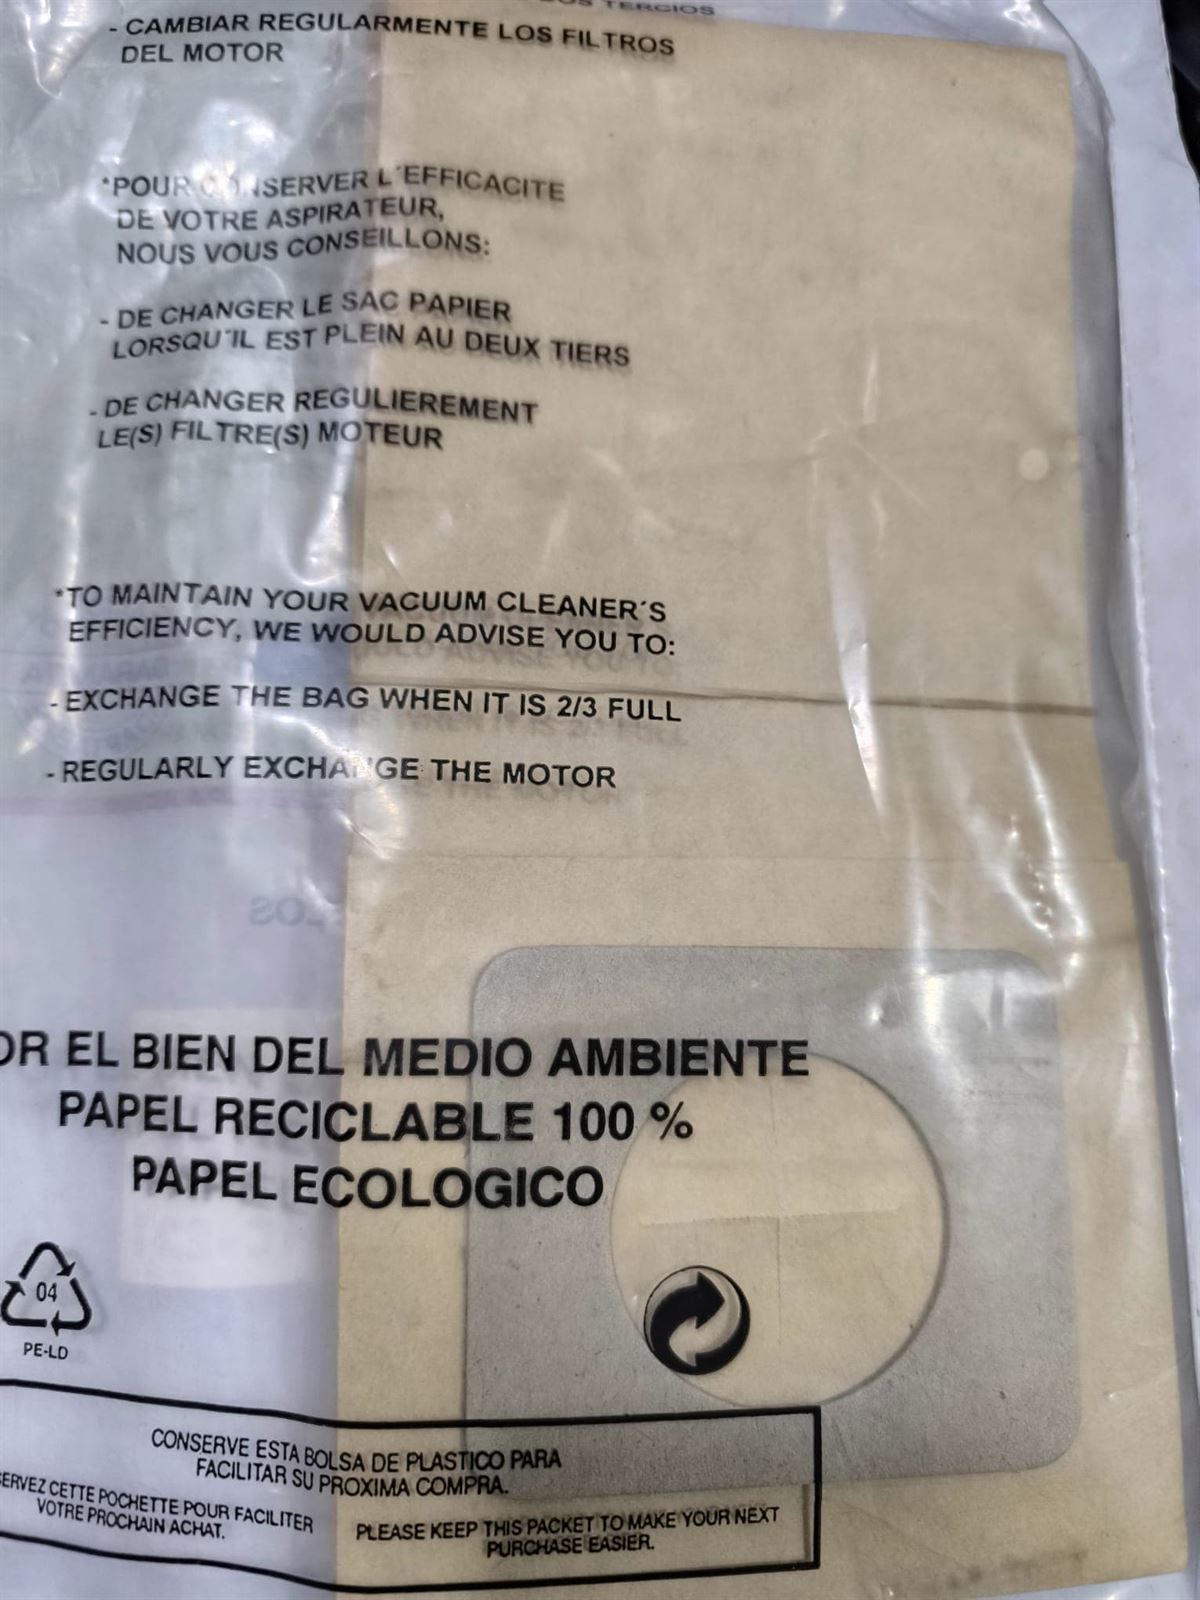 TERCIOS
- CAMBIAR REGULARMENTE LOS FILTROS
DEL MOTOR
*POUR CONSERVER L´EFFICACITE
DE VOTRE ASPIRATEUR,
NOUS VOUS CONSEILLONS:
- DE CHANGER LE SAC PAPIER
LORSQU´IL EST PLEIN AU DEUX TIERS
- DE CHANGER REGULIEREMENT
LE(S) FILTRE(S) MOTEUR
*TO MAINTAIN YOUR VACUUM CLEANER´S
EFFICIENCY, WE WOULD ADVISE YOU TO:
- EXCHANGE THE BAG WHEN IT IS 2/3 FULL
- REGULARLY EXCHANGE THE MOTOR
OR EL BIEN DEL MEDIO AMBIENTE
PAPEL RECICLABLE 100 %
PAPEL ECOLOGICO
04
PE-LD
CONSERVE ESTA BOLSA DE PLASTICO PARA
FACILITAR SU PROXIMA COMPRA.
SERVEZ CETTE POCHETTE POUR FACILITER
VOTRE PROCHAIN ACHAT.
PLEASE KEEP THIS PACKET TO MAKE YOUR NEXT
PURCHASE EASIER.